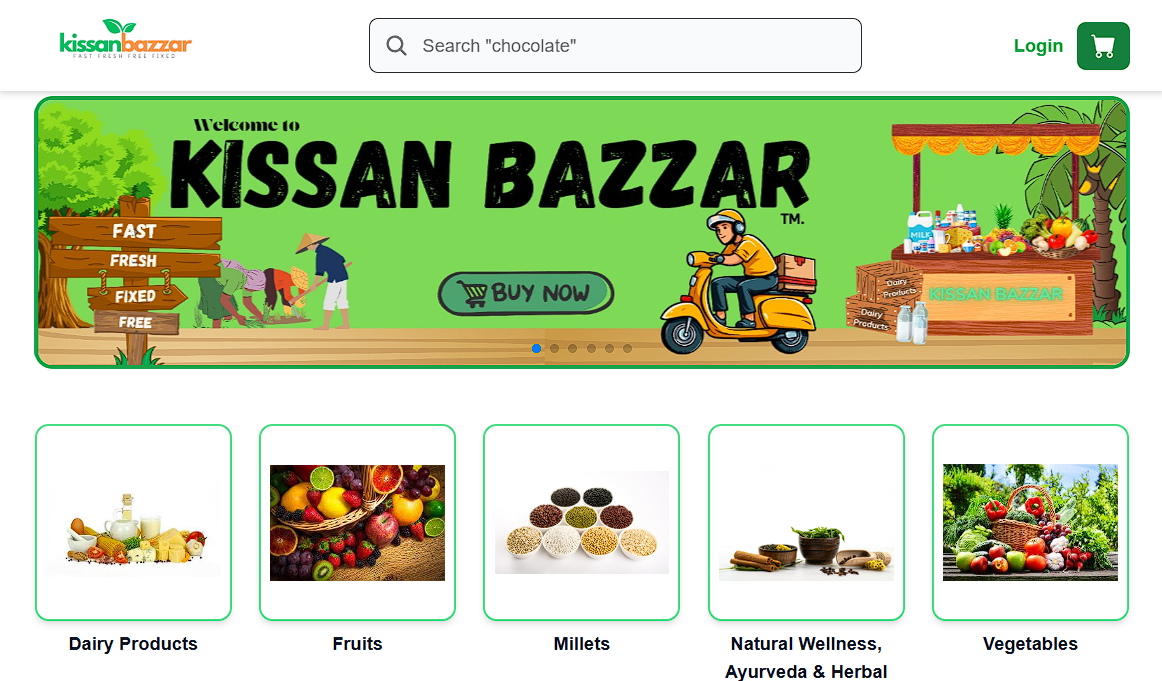 kissanbazzar
FAST FRESH FREE FIXED
Search "chocolate"
Login
Welcome to
KISSAN BAZZAR
TM.
FAST
FRESH
FIXED
FREE
BUY NOW
MILK
Dairy
Products
Dairy
Products
KISSAN BAZZAR
Dairy Products
Fruits
Millets
Natural Wellness,
Ayurveda & Herbal
Vegetables